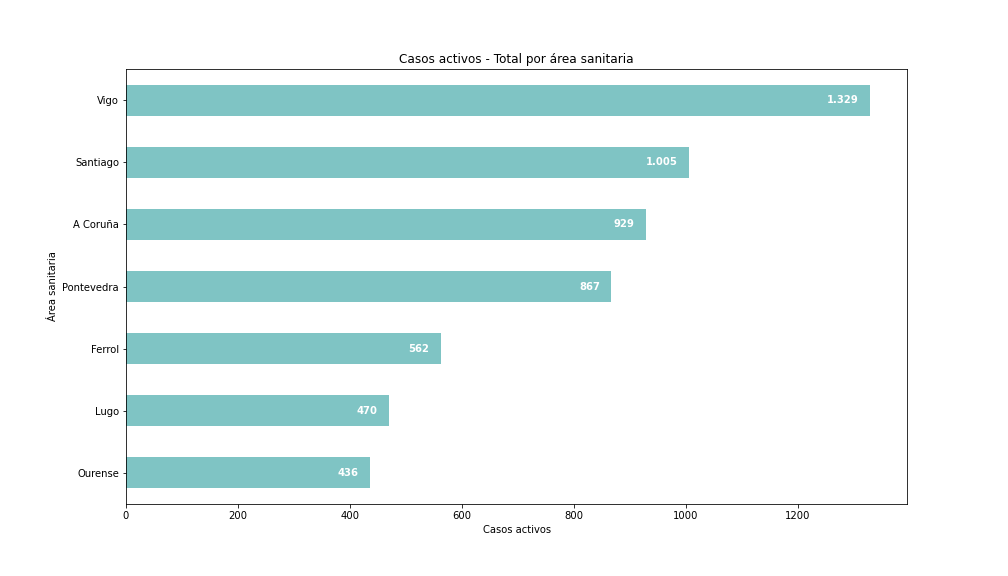 Casos activos - Total por área sanitaria
Área sanitaria
Vigo
1.329
Santiago
1.005
A Coruña
929
Pontevedra
867
Ferrol
562
Lugo
470
Ourense
436
0 200 400 600 800 1000 1200
Casos activos